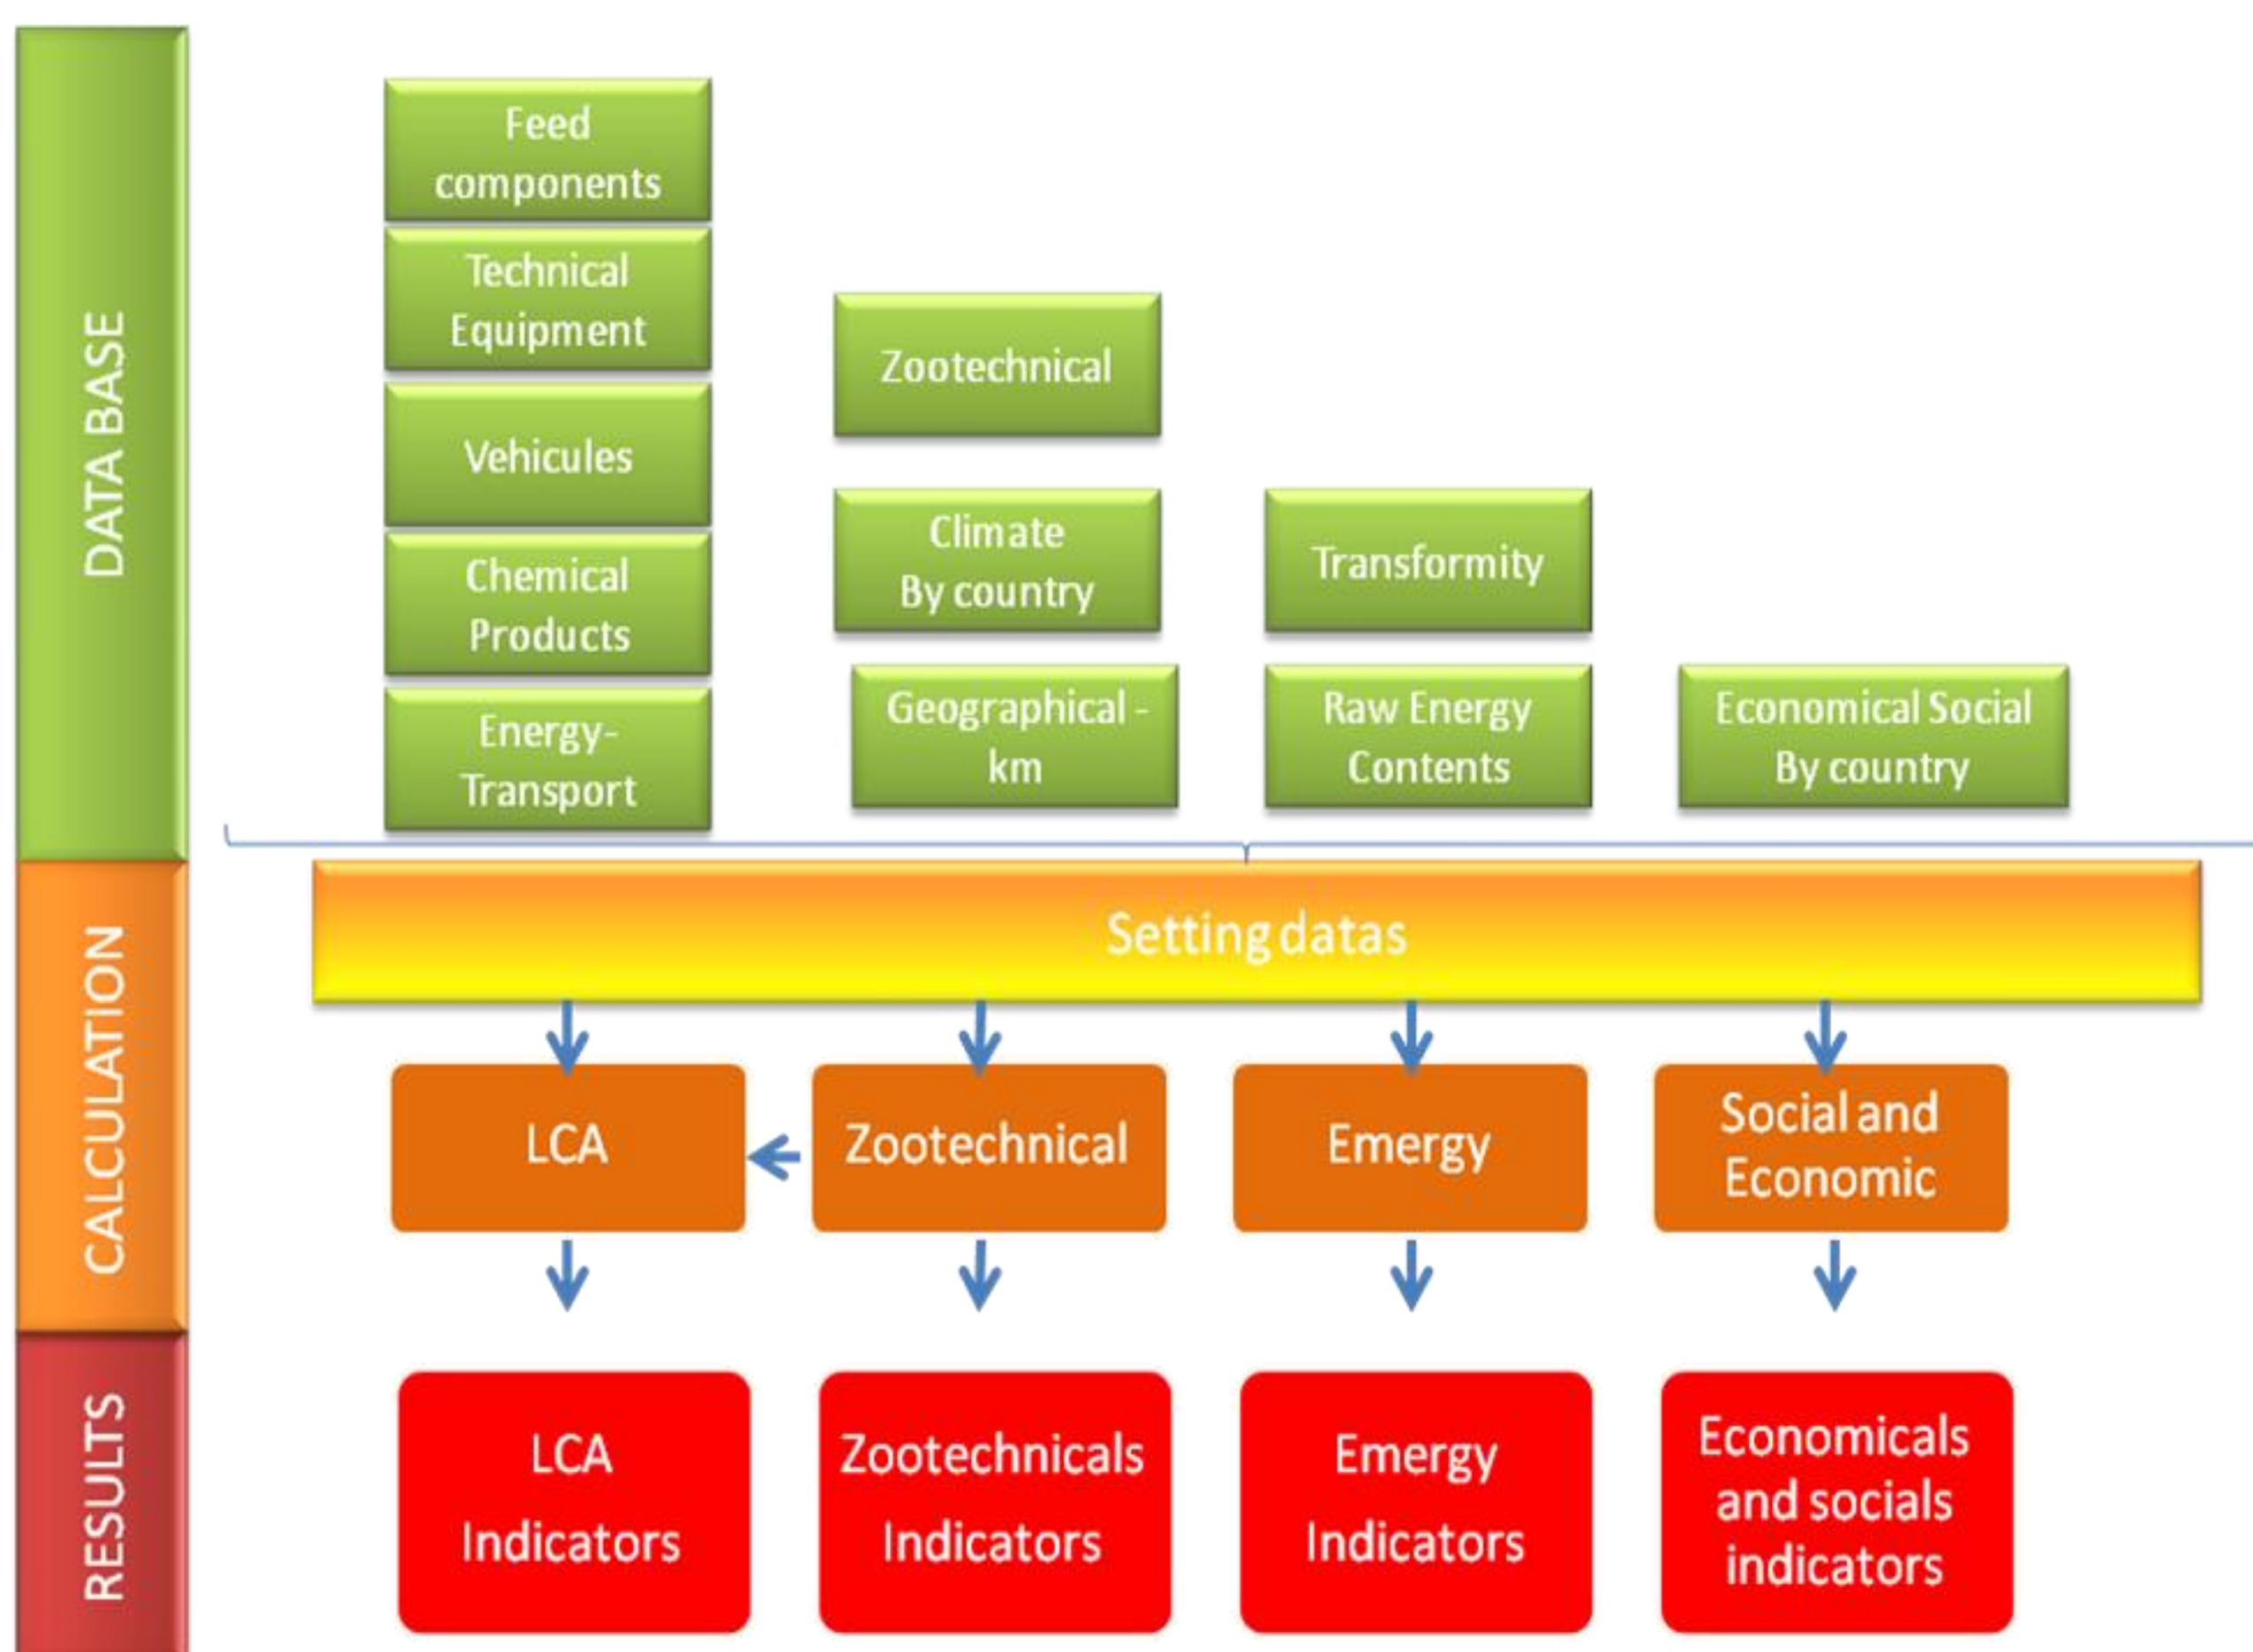 DATA BASE
Feed
components
Technical
Equipment
Vehicules
Chemical
Products
Energy-
Transport
Zootechnical
Climate
By country
Geographical -
km
Transformity
Raw Energy
Contents
Economical Social
By country
CALCULATION
Setting datas
LCA
Zootechnical
Emergy
Social and
Economic
RESULTS
LCA
Indicators
Zootechnicals
Indicators
Emergy
Indicators
Economicals
and socials
indicators